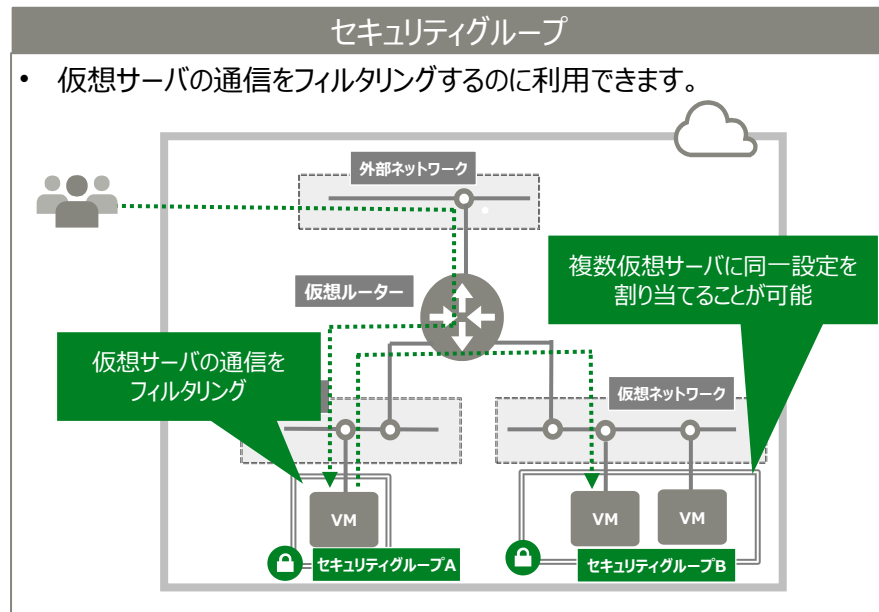 セキュリティグループ
• 仮想サーバの通信をフィルタリングするのに利用できます。
外部ネットワーク
複数仮想サーバに同一設定を
割り当てることが可能
仮想ルーター
仮想サーバの通信を
フィルタリング
仮想ネットワーク
VM
VM
VM
セキュリティグループA
セキュリティグループB